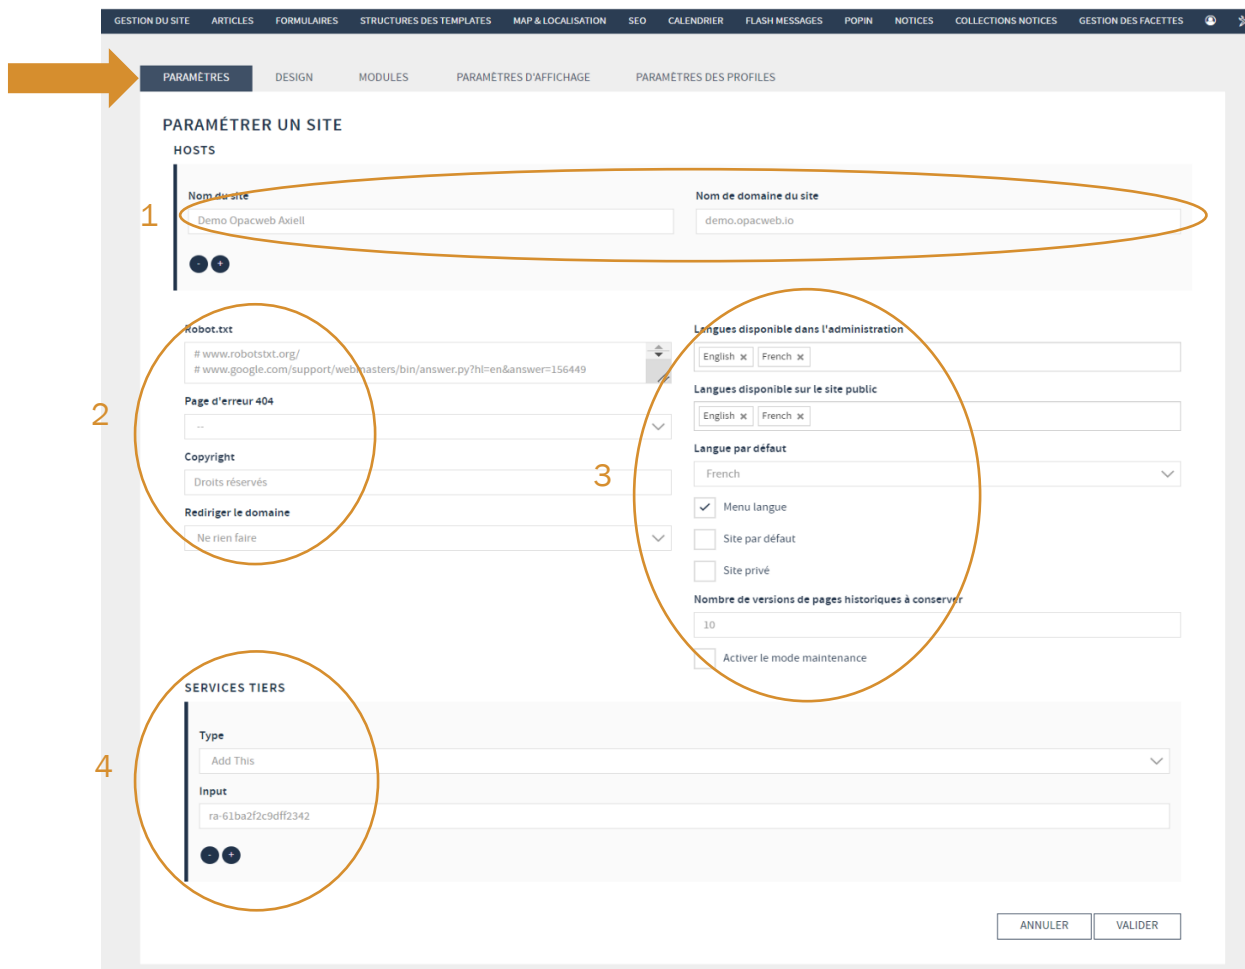 GESTION DU SITE ARTICLES FORMULAIRES STRUCTURES DES TEMPLATES MAP & LOCALISATION SEO CALENDRIER FLASH MESSAGES POPIN NOTICES COLLECTIONS NOTICES GESTION DES FACETTES
PARAMÈTRES DESIGN MODULES PARAMÈTRES D'AFFICHAGE PARAMÈTRES DES PROFILES
PARAMÉTRER UN SITE
HOSTS
1
Nom du site Nom de domaine du site
Demo Opacweb Axiell demo.opacweb.io
- +
2
Robot.txt
# www.robotstxt.org/
# www.google.com/support/webmasters/bin/answer.py?hl=en&answer=156449
Page d'erreur 404
--
Copyright
Droits réservés
Rediriger le domaine
Ne rien faire
3
Langues disponible dans l'administration
English × French ×
Langues disponible sur le site public
English × French ×
Langue par défaut
French
Menu langue
Site par défaut
Site privé
Nombre de versions de pages historiques à conserver
10
Activer le mode maintenance
4
SERVICES TIERS
Type
Add This
Input
ra-61ba2f2c9dff2342
- +
ANNULER VALIDER